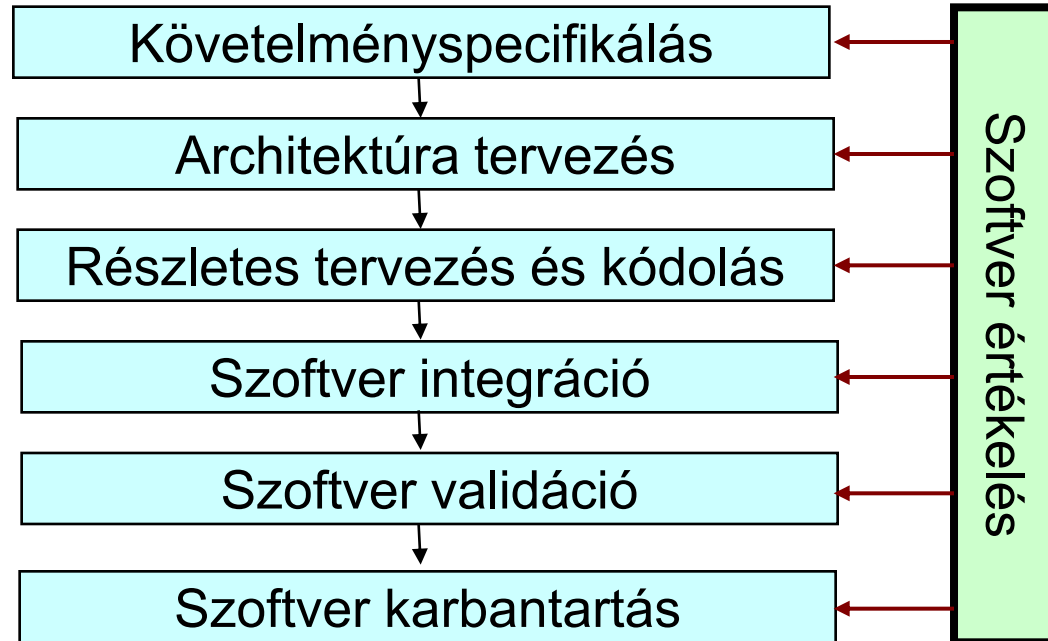 Követelményspecifikálás
Architektúra tervezés
Részletes tervezés és kódolás
Szoftver integráció
Szoftver validáció
Szoftver karbantartás
Szoftver értékelés